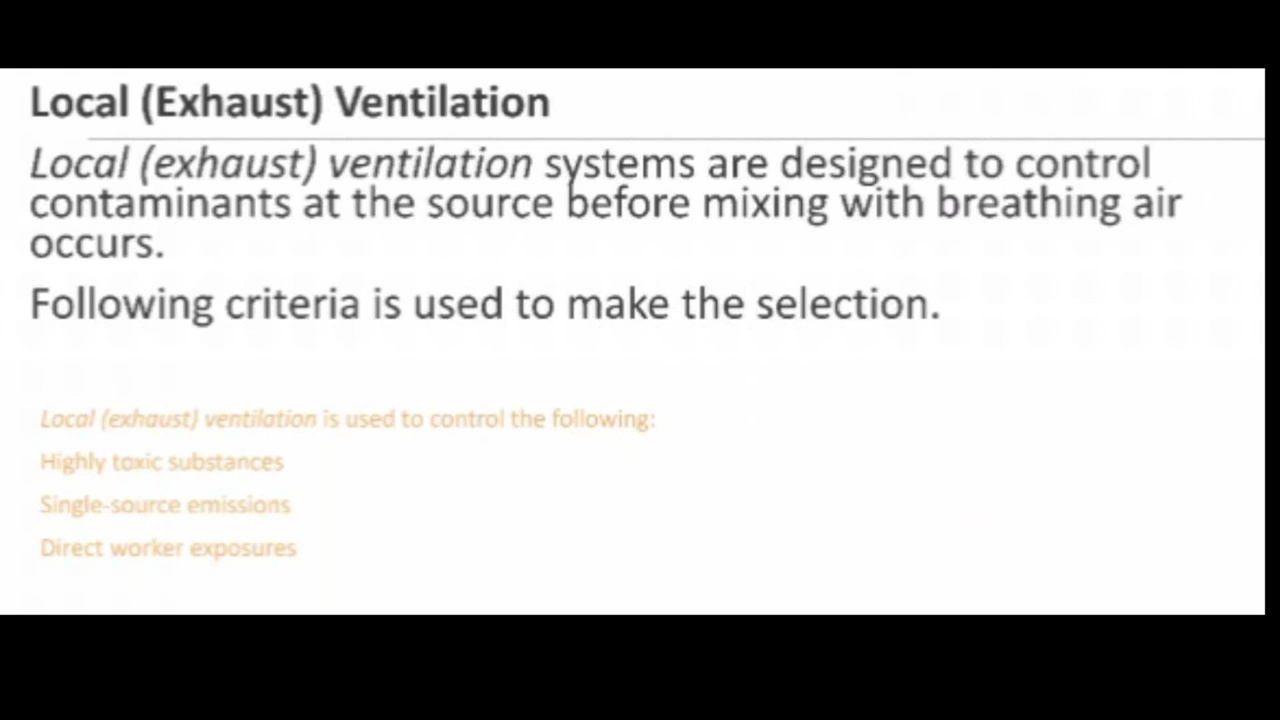 Local (Exhaust) Ventilation
Local (exhaust) ventilation systems are designed to control
contaminants at the source before mixing with breathing air
occurs.
Following criteria is used to make the selection.
Local (exhaust) ventilation is used to control the following:
Highly toxic substances
Single-source emissions
Direct worker exposures